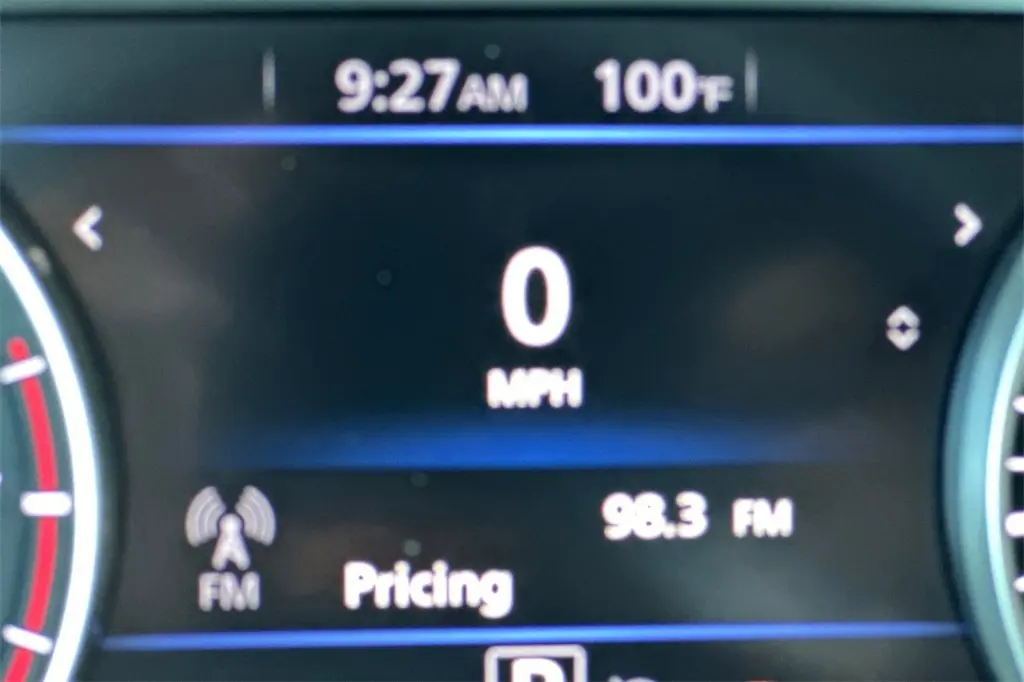 9:27AM 100°F
0
MPH
98.3 FM
FM Pricing